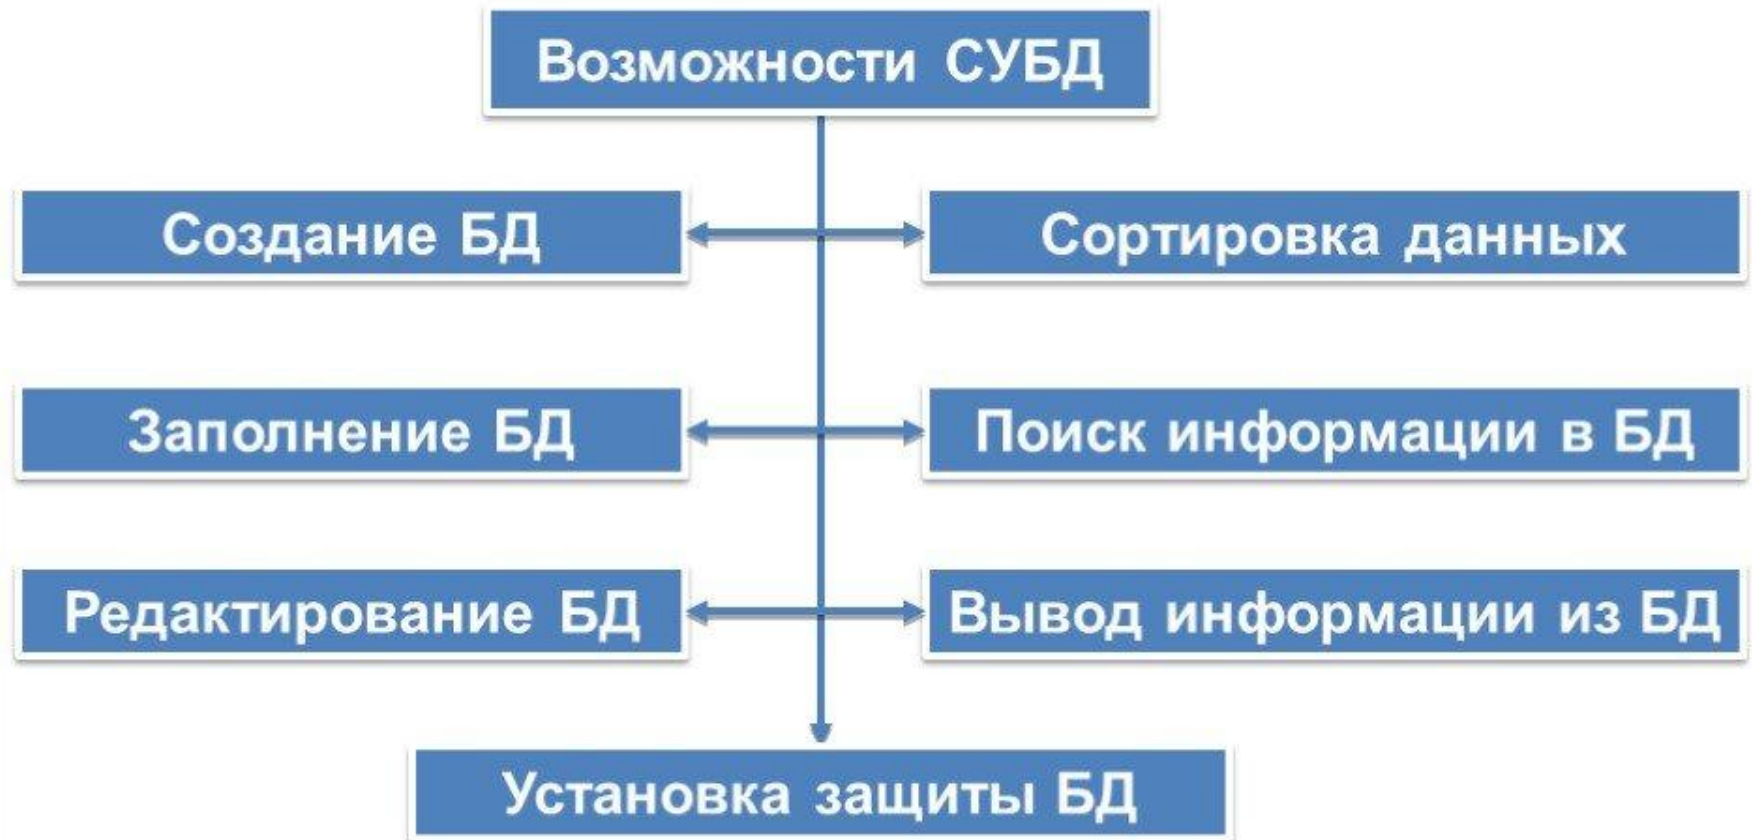 Возможности СУБД
Создание БД
Сортировка данных
Заполнение БД
Поиск информации в БД
Редактирование БД
Вывод информации из БД
Установка защиты БД